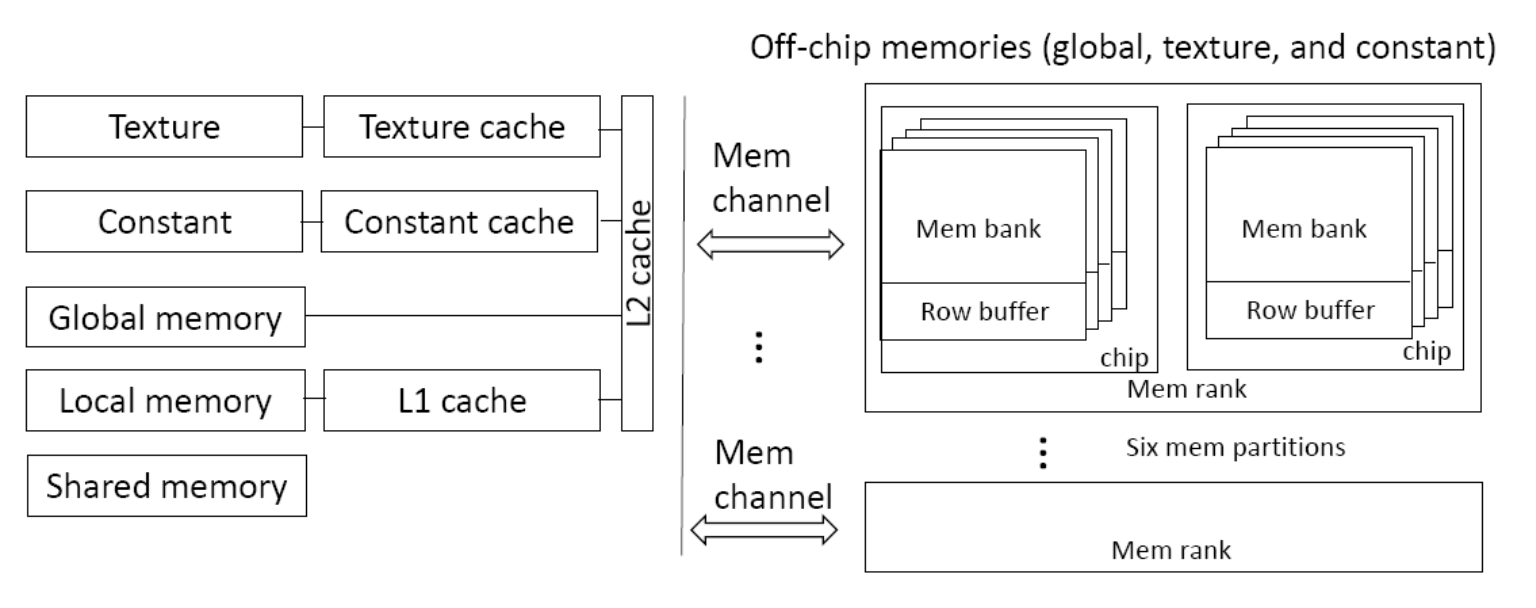 Off-chip memories (global, texture, and constant)
Texture
Texture cache
Constant
Constant cache
Global memory
Local memory
L1 cache
Shared memory
L2 cache
Mem
channel
Mem
channel
Mem bank
Row buffer
chip
Mem bank
Row buffer
chip
Mem rank
Six mem partitions
Mem rank